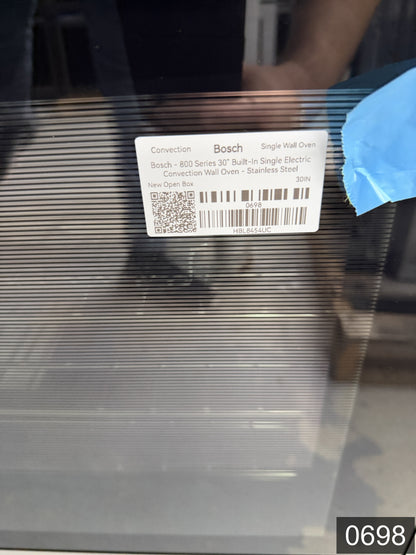 Convection Bosch Single Wall Oven
Bosch - 800 Series 30" Built-In Single Electric
Convection Wall Oven - Stainless Steel
New Open Box 30IN
0698
HBL8454UC
0698